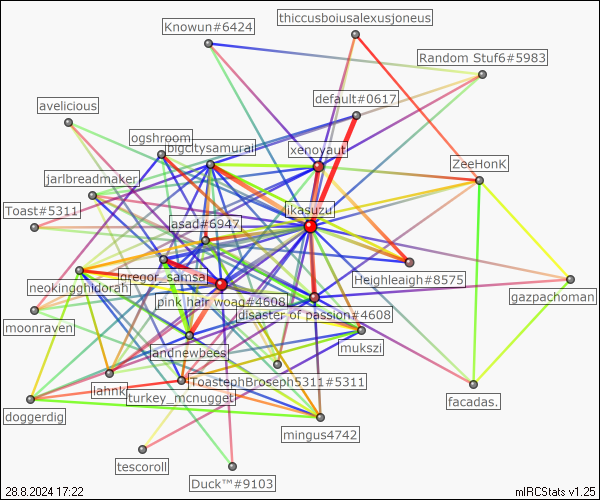 thiccusboiusalexusjoneus
Knowun#6424
Random Stuf6#5983
default#0617
avelicious
ogshroom
bigcitysamurai
xenoyaut
ZeeHonK
jarlbreadmaker
Toast#5311
ikasuzu
asad#6947
gregor_samsa
neokingghidorah
Heighleaigh#8575
pink hair woag#4608
gazpachoman
disaster of passion#4608
moonraven
mukszi
landnewbees
lahnk
ToastephBroseph5311#5311
turkey_mcnugget
facadas.
doggerdig
mingus4742
tescoroll
Duck™#9103
28.8.2024 17:22
mIRCStats v1.25